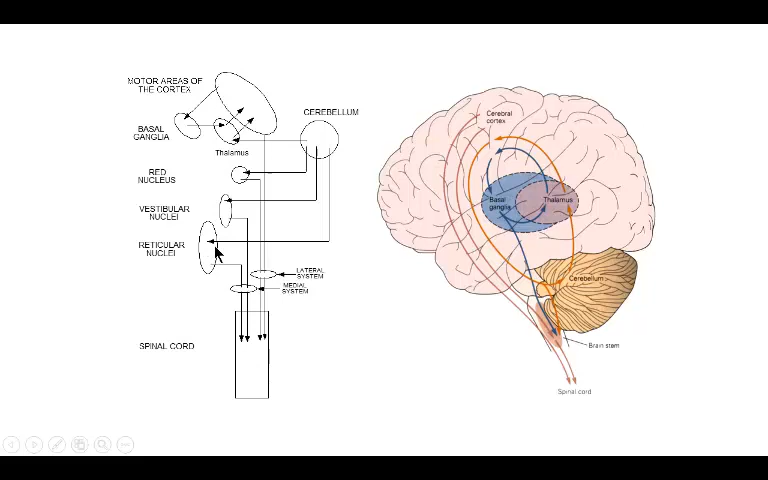 MOTOR AREAS OF
THE CORTEX
CEREBELLUM
BASAL
GANGLIA
Thalamus
RED
NUCLEUS
VESTIBULAR
NUCLEI
RETICULAR
NUCLEI
LATERAL
SYSTEM
MEDIAL
SYSTEM
SPINAL CORD
Cerebral
cortex
Basal
ganglia
Thalamus
Cerebellum
Brain stem
Spinal cord